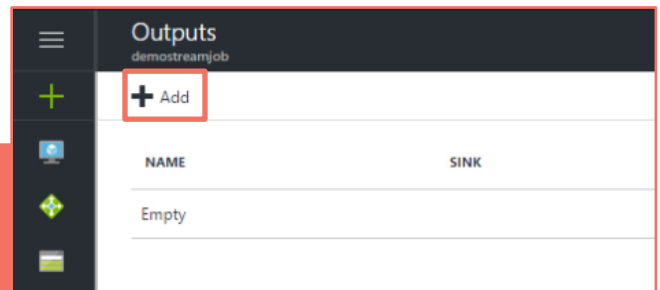 Outputs
demostreamjob
Add
NAME SINK
Empty